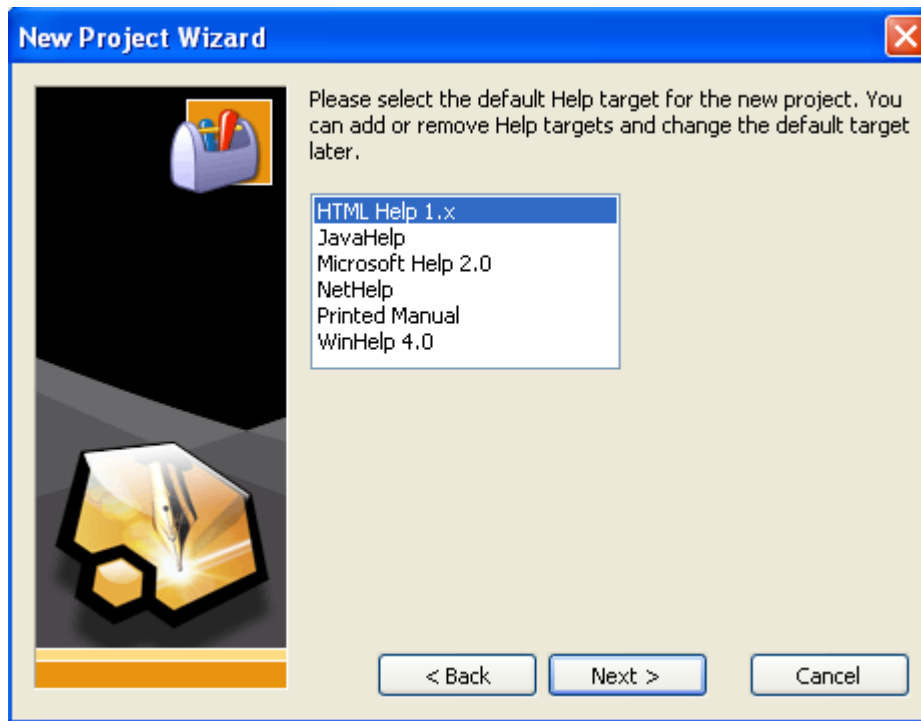 New Project Wizard
Please select the default Help target for the new project. You
can add or remove Help targets and change the default target
later.
HTML Help 1.x
JavaHelp
Microsoft Help 2.0
NetHelp
Printed Manual
WinHelp 4.0
< Back
Next >
Cancel